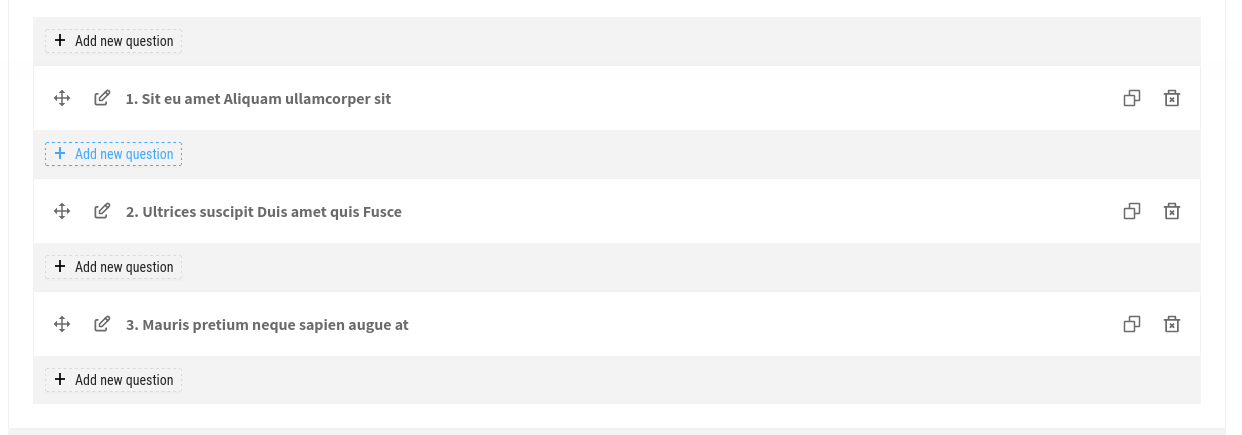 + Add new question
1. Sit eu amet Aliquam ullamcorper sit
+ Add new question
2. Ultrices suscipit Duis amet quis Fusce
+ Add new question
3. Mauris pretium neque sapien augue at
+ Add new question